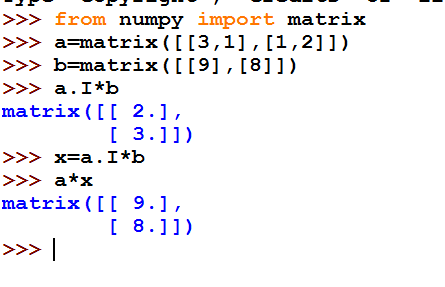 >>> from numpy import matrix
>>> a=matrix([[3,1],[1,2]])
>>> b=matrix([[9],[8]])
>>> a.I*b
matrix([[ 2.],
        [ 3.]])
>>> x=a.I*b
>>> a*x
matrix([[ 9.],
        [ 8.]])
>>>